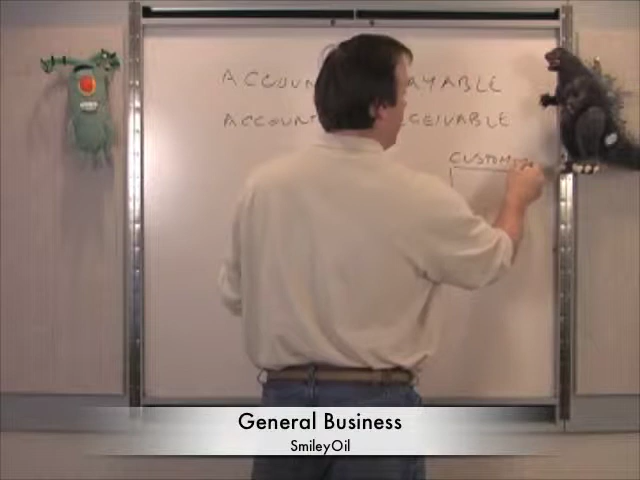 ACCOUN AYABLE
ACCOUNT CEIVABLE
CUSTOM
General Business
SmileyOil